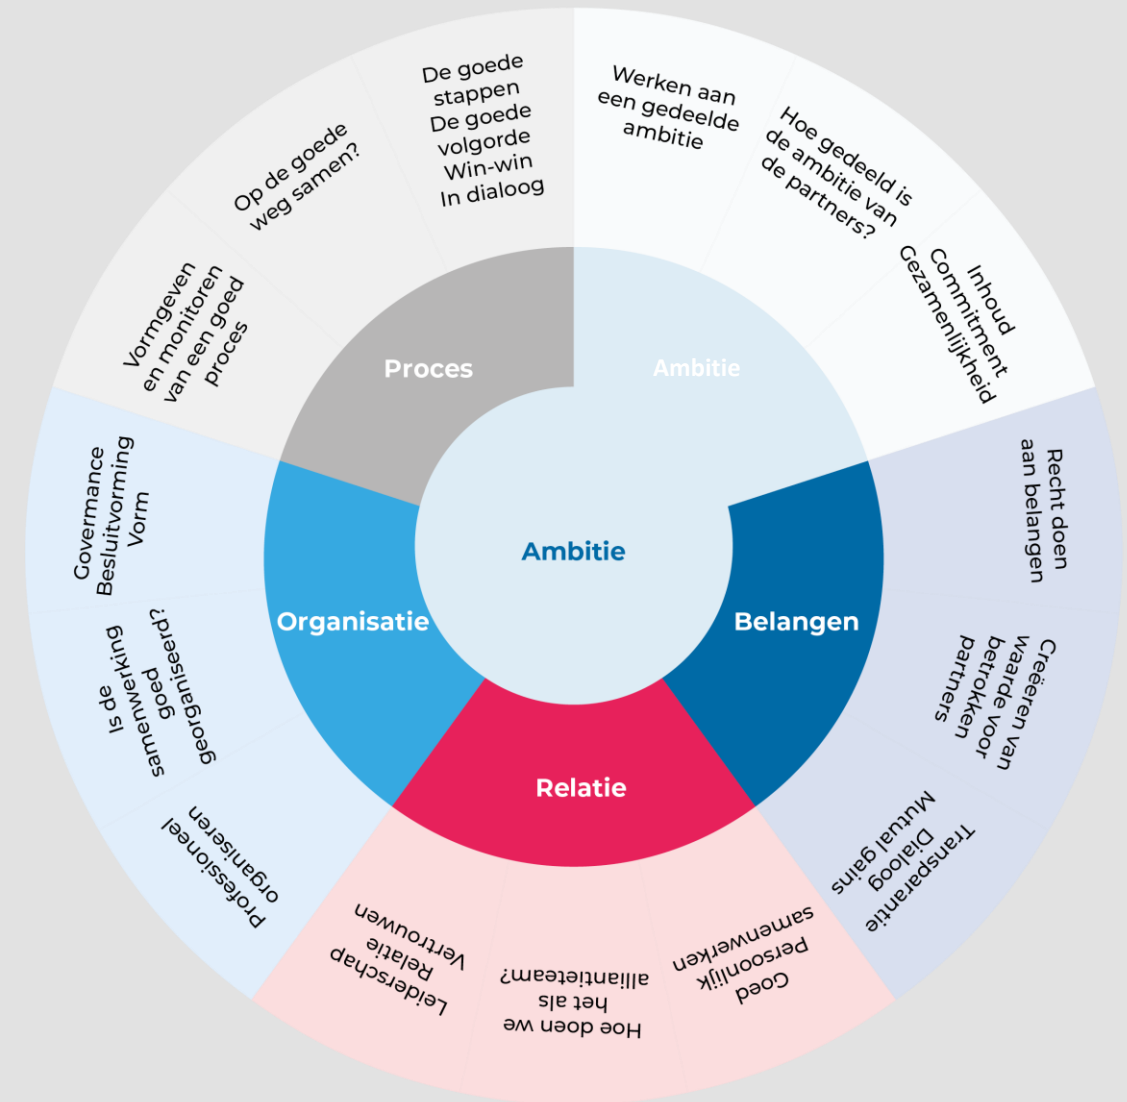 Werken aan
een gedeelde
ambitie
Hoe gedeeld is
de ambitie van
de partners?
Inhoud
Commitment
Gezamenlijkheid
Ambitie
Recht doen
aan belangen
Creëeren van
waarde voor
betrokken
partners
Transparantie
Dialoog
Mutual gains
Belangen
Goed
Persoonlijk
samenwerken
Hoe doen we
het als
alliantieteam?
Leiderschap
Relatie
Vertrouwen
Relatie
Professioneel
organiseren
Is de
samenwerking
goed
georganiseerd?
Governance
Besluitvorming
Vorm
Organisatie
Vormgeven
en monitoren
van een goed
proces
Op de goede
weg samen?
De goede
stappen
De goede
volgorde
Win-win
In dialoog
Proces
Ambitie